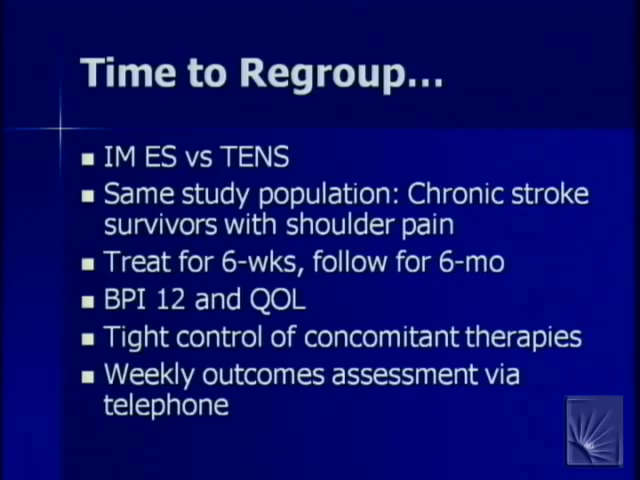 Time to Regroup…
IM ES vs TENS
Same study population: Chronic stroke
survivors with shoulder pain
Treat for 6-wks, follow for 6-mo
BPI 12 and QOL
Tight control of concomitant therapies
Weekly outcomes assessment via
telephone